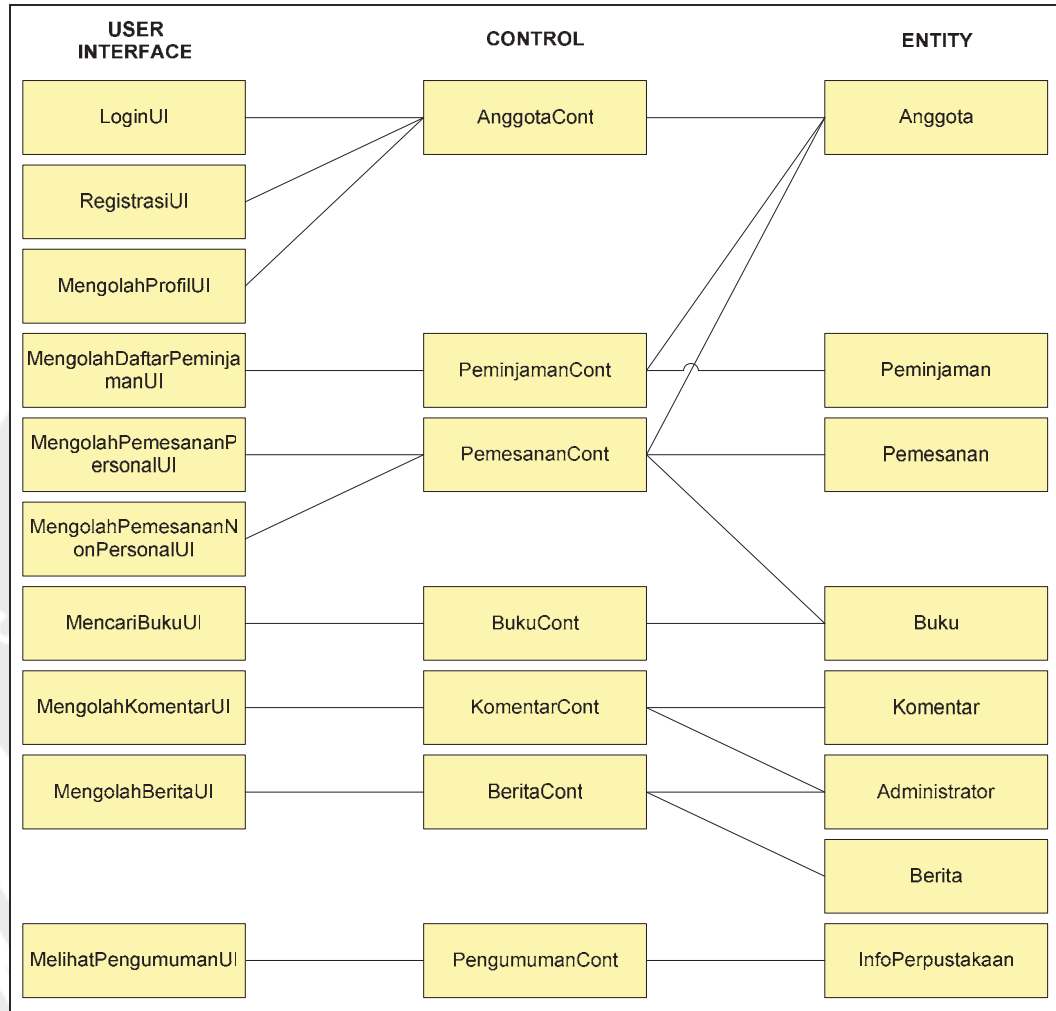 USER
INTERFACE
CONTROL
ENTITY
LoginUI
AnggotaCont
Anggota
RegistrasiUI
MengolahProfilUI
MengolahDaftarPeminja
manUI
PeminjamanCont
Peminjaman
MengolahPemesananP
ersonalUI
PemesananCont
Pemesanan
MengolahPemesananN
onPersonalUI
MencariBukuUI
BukuCont
Buku
MengolahKomentarUI
KomentarCont
Komentar
MengolahBeritaUI
BeritaCont
Administrator
Berita
MelihatPengumumanUI
PengumumanCont
InfoPerpustakaan